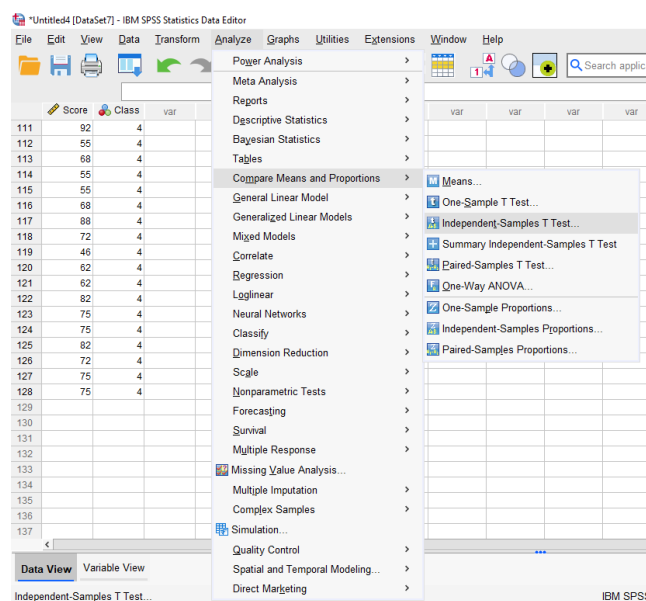 *Untitled4 [DataSet7] - IBM SPSS Statistics Data Editor
File Edit View Data Transform Analyze Graphs Utilities Extensions Window Help
Search applic
Score Class var var var var var
111 92 4
112 55 4
113 68 4
114 55 4
115 55 4
116 68 4
117 88 4
118 72 4
119 46 4
120 62 4
121 62 4
122 82 4
123 75 4
124 75 4
125 82 4
126 72 4
127 75 4
128 75 4
129
130
131
132
133
134
135
136
137
Power Analysis
Meta Analysis
Reports
Descriptive Statistics
Bayesian Statistics
Tables
Compare Means and Proportions
General Linear Model
Generalized Linear Models
Mixed Models
Correlate
Regression
Loglinear
Neural Networks
Classify
Dimension Reduction
Scale
Nonparametric Tests
Forecasting
Survival
Multiple Response
Missing Value Analysis...
Multiple Imputation
Complex Samples
Simulation...
Quality Control
Spatial and Temporal Modeling...
Direct Marketing
Means...
One-Sample T Test...
Independent-Samples T Test...
Summary Independent-Samples T Test
Paired-Samples T Test...
One-Way ANOVA...
One-Sample Proportions...
Independent-Samples Proportions...
Paired-Samples Proportions...
Data View Variable View
Independent-Samples T Test...
IBM SPSS